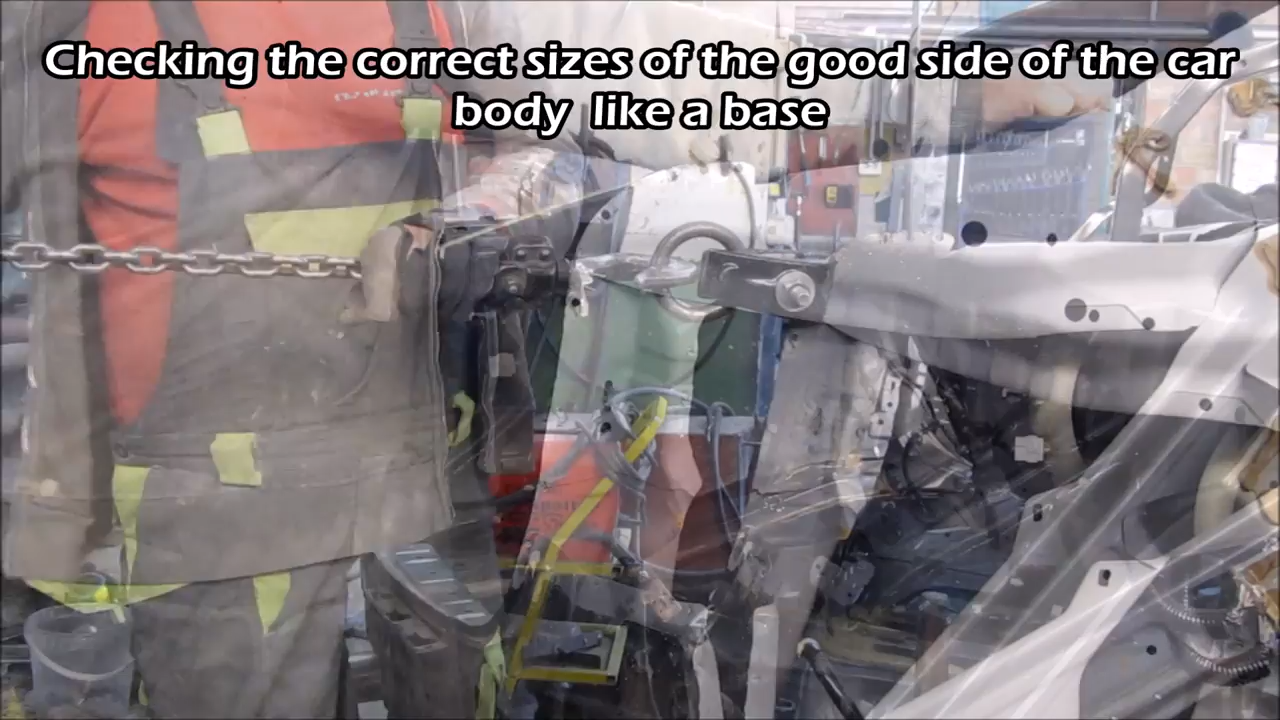 Checking the correct sizes of the good side of the car
body like a base